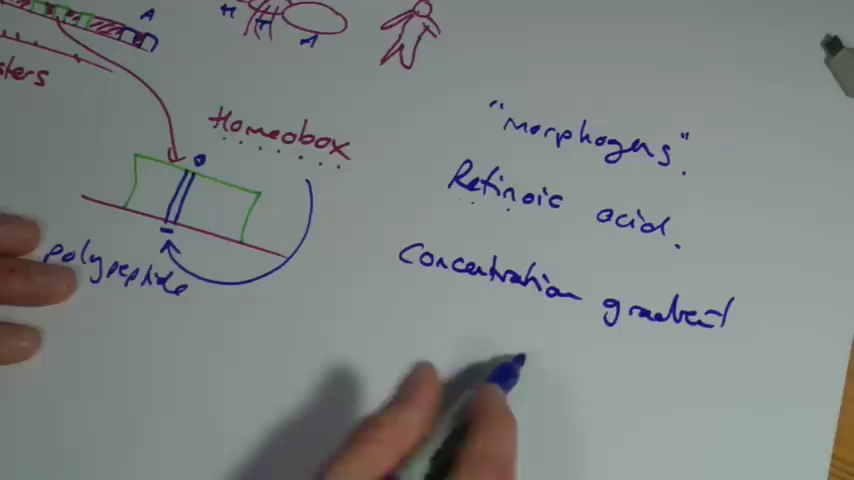 A
H H A
sters
Homeobox
polypeptide
"morphogens".
Retinoic acid.
Concentration gradient